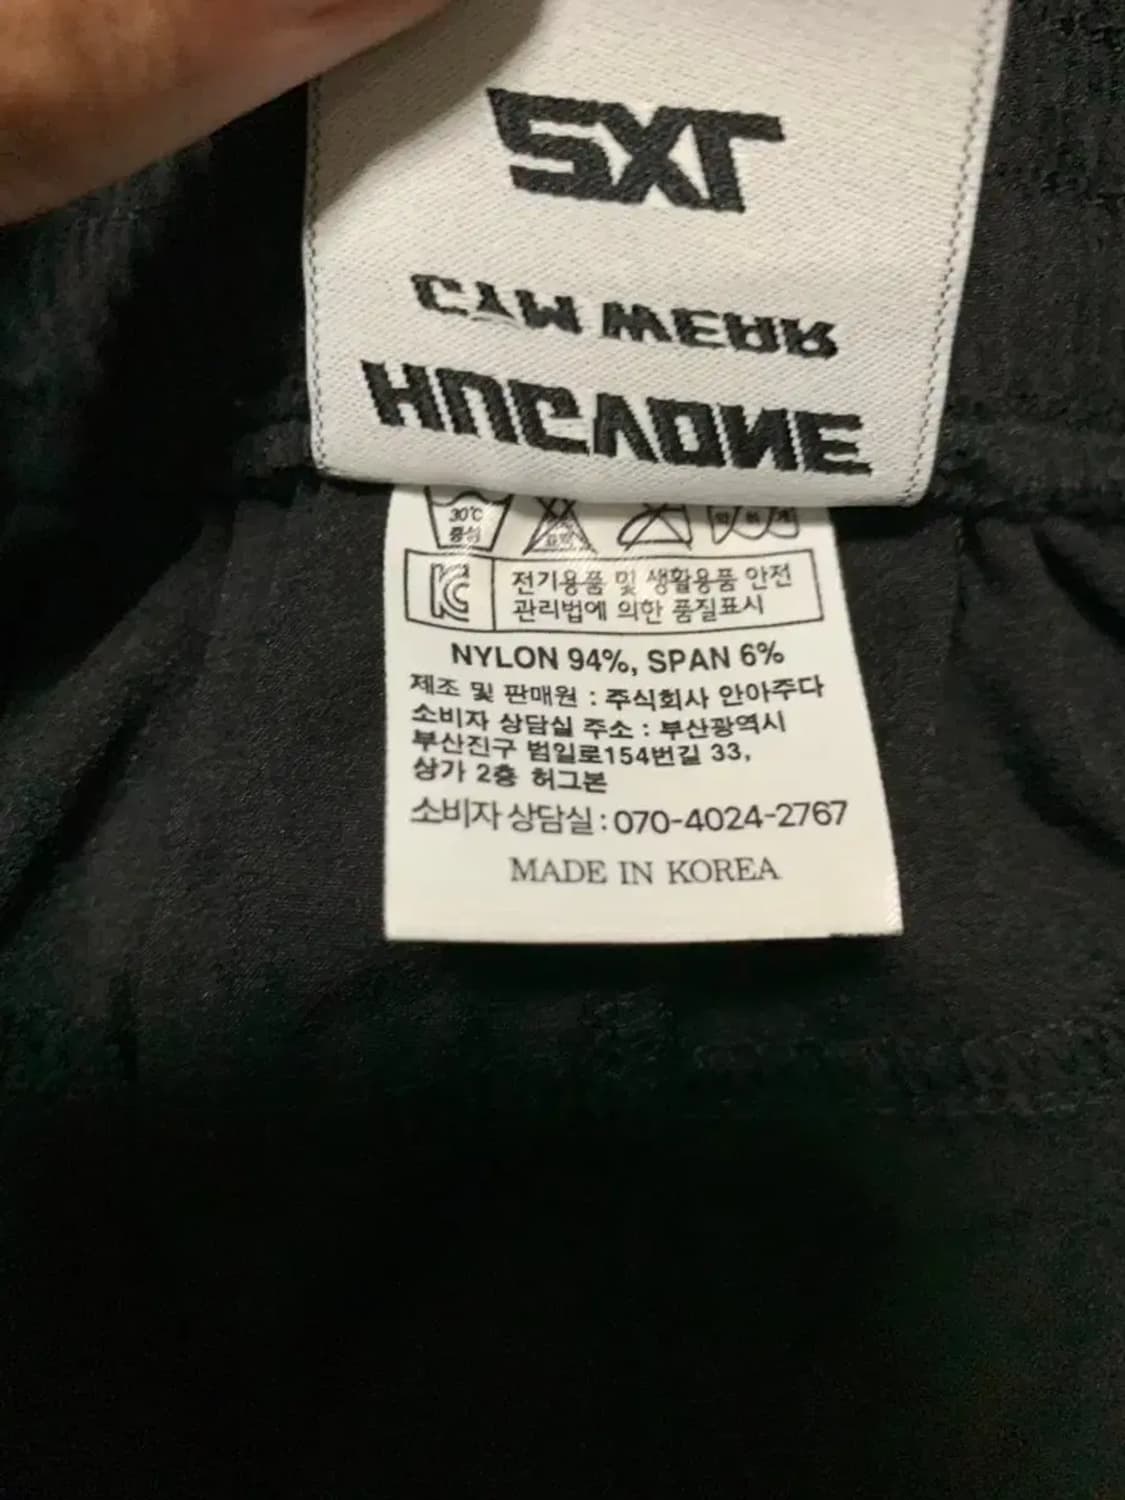 HUGVONE
GYM WEAR
2XL
30℃
중성
전기용품 및 생활용품 안전
관리법에 의한 품질표시
NYLON 94%, SPAN 6%
제조 및 판매원 : 주식회사 안아주다
소비자 상담실 주소 : 부산광역시
부산진구 범일로154번길 33,
상가 2층 허그본
소비자 상담실 : 070-4024-2767
MADE IN KOREA